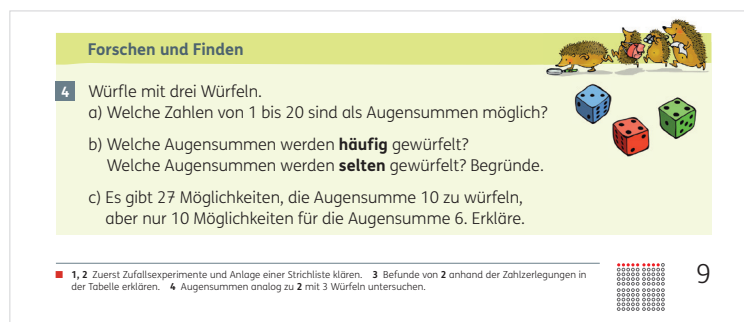 Forschen und Finden
4 Würfle mit drei Würfeln.
a) Welche Zahlen von 1 bis 20 sind als Augensummen möglich?
b) Welche Augensummen werden häufig gewürfelt?
Welche Augensummen werden selten gewürfelt? Begründe.
c) Es gibt 27 Möglichkeiten, die Augensumme 10 zu würfeln,
aber nur 10 Möglichkeiten für die Augensumme 6. Erkläre.
1, 2 Zuerst Zufallsexperimente und Anlage einer Strichliste klären. 3 Befunde von 2 anhand der Zahlzerlegungen in
der Tabelle erklären. 4 Augensummen analog zu 2 mit 3 Würfeln untersuchen.
9